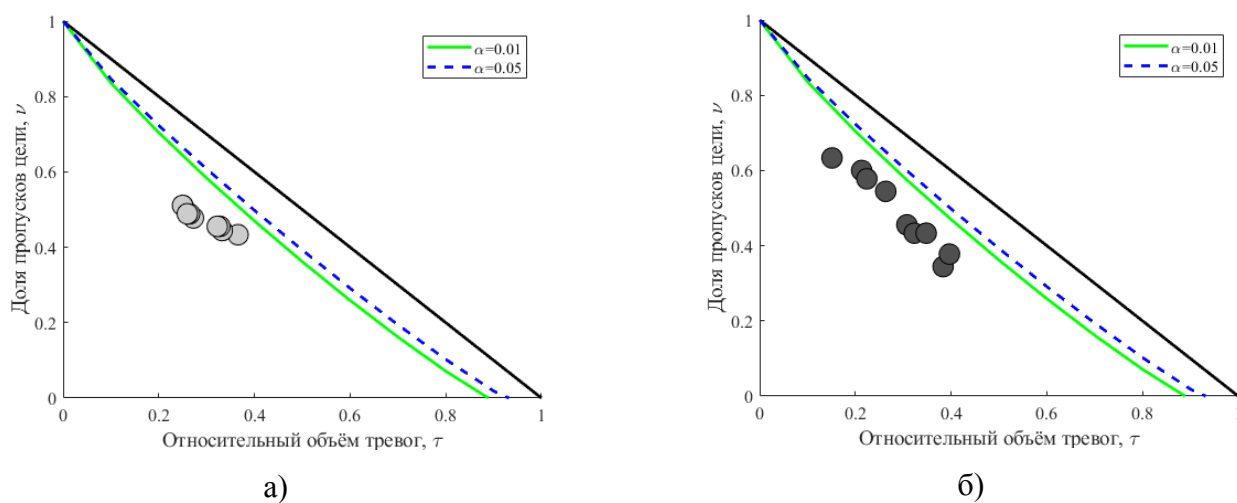 1
0.8
0.6
0.4
0.2
0
0
0.2
0.4
0.6
0.8
1
Доля пропусков цели, ν
Относительный объём тревог, τ
α=0.01
α=0.05
а)
1
0.8
0.6
0.4
0.2
0
0
0.2
0.4
0.6
0.8
1
Доля пропусков цели, ν
Относительный объём тревог, τ
α=0.01
α=0.05
б)